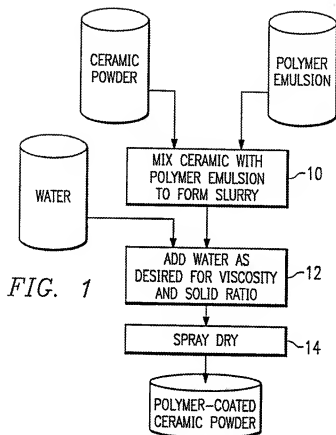 CERAMIC
POWDER
POLYMER
EMULSION
MIX CERAMIC WITH
POLYMER EMULSION
TO FORM SLURRY
10
WATER
ADD WATER AS
DESIRED FOR VISCOSITY
AND SOLID RATIO
12
FIG. 1
SPRAY DRY
14
POLYMER-COATED
CERAMIC POWDER